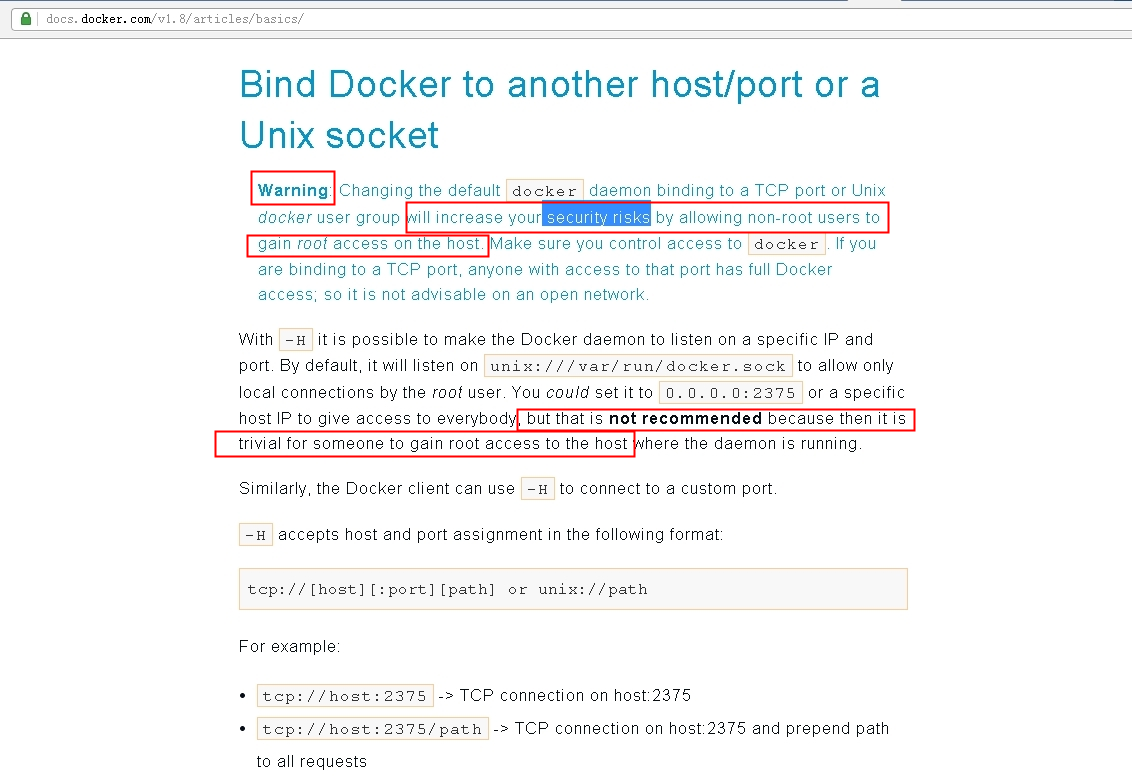 docs.docker.com/v1.8/articles/basics/
Bind Docker to another host/port or a
Unix socket
Warning: Changing the default docker daemon binding to a TCP port or Unix
docker user group will increase your security risks by allowing non-root users to
gain root access on the host. Make sure you control access to docker. If you
are binding to a TCP port, anyone with access to that port has full Docker
access; so it is not advisable on an open network.
With -H it is possible to make the Docker daemon to listen on a specific IP and
port. By default, it will listen on unix:///var/run/docker.sock to allow only
local connections by the root user. You could set it to 0.0.0.0:2375 or a specific
host IP to give access to everybody, but that is not recommended because then it is
trivial for someone to gain root access to the host where the daemon is running.
Similarly, the Docker client can use -H to connect to a custom port.
-H accepts host and port assignment in the following format:
tcp://[host][:port][path] or unix://path
For example:
• tcp://host:2375 -> TCP connection on host:2375
• tcp://host:2375/path -> TCP connection on host:2375 and prepend path
to all requests